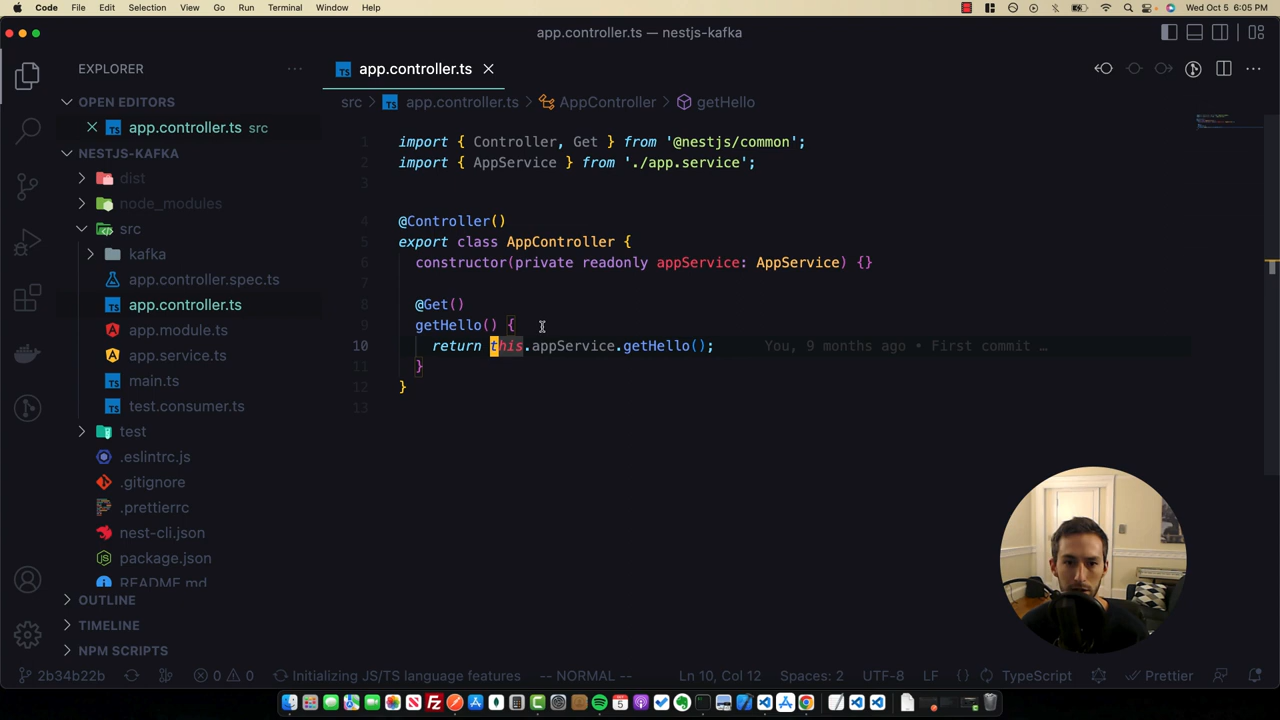 Code File Edit Selection View Go Run Terminal Window Help Wed Oct 5 6:05 PM
app.controller.ts — nestjs-kafka
EXPLORER
OPEN EDITORS
app.controller.ts src
NESTJS-KAFKA
dist
node_modules
src
kafka
app.controller.spec.ts
app.controller.ts
app.module.ts
app.service.ts
main.ts
test.consumer.ts
test
.eslintrc.js
.gitignore
.prettierrc
nest-cli.json
package.json
README.md
OUTLINE
TIMELINE
NPM SCRIPTS
TS app.controller.ts
src TS app.controller.ts AppController getHello
1 import { Controller, Get } from '@nestjs/common';
2 import { AppService } from './app.service';
3
4 @Controller()
5 export class AppController {
6 constructor(private readonly appService: AppService) {}
7
8 @Get()
9 getHello() {
10 return this.appService.getHello(); You, 9 months ago • First commit …
11 }
12 }
13
2b34b22b 0 0 Initializing JS/TS language features -- NORMAL -- Ln 10, Col 12 Spaces: 2 UTF-8 LF {} TypeScript Prettier